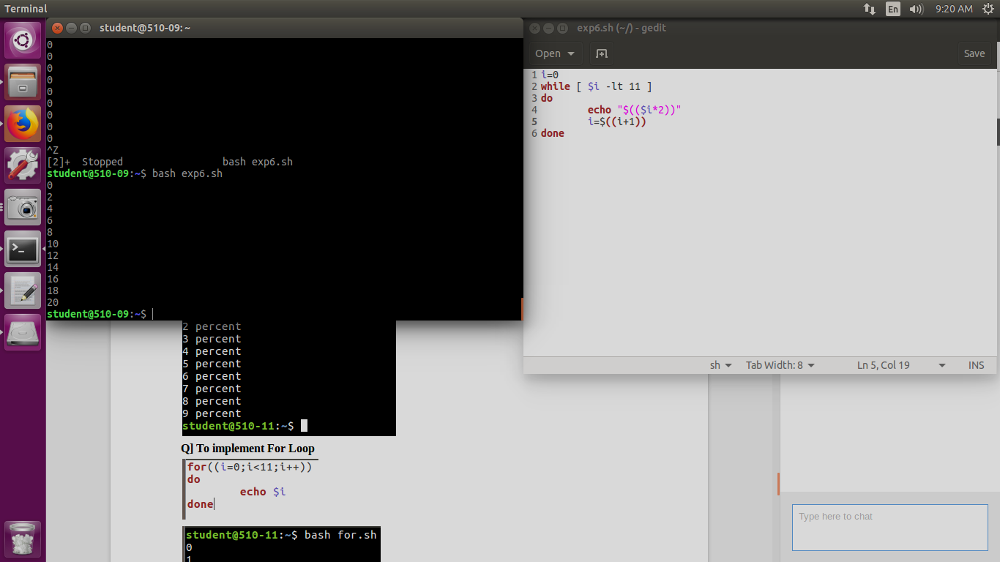 Terminal
En
9:20 AM
student@510-09: ~
0
0
0
0
0
0
0
0
0
^Z
[2]+  Stopped                 bash exp6.sh
student@510-09:~$ bash exp6.sh
0
2
4
6
8
10
12
14
16
18
20
student@510-09:~$
exp6.sh (~/) - gedit
Open
Save
1 i=0
2 while [ $i -lt 11 ]
3 do
4         echo "$(($i*2))"
5         i=$((i+1))
6 done
sh
Tab Width: 8
Ln 5, Col 19
INS
2 percent
3 percent
4 percent
5 percent
6 percent
7 percent
8 percent
9 percent
student@510-11:~$
Q] To implement For Loop
for((i=0;i<11;i++))
do
        echo $i
done
student@510-11:~$ bash for.sh
0
1
Type here to chat